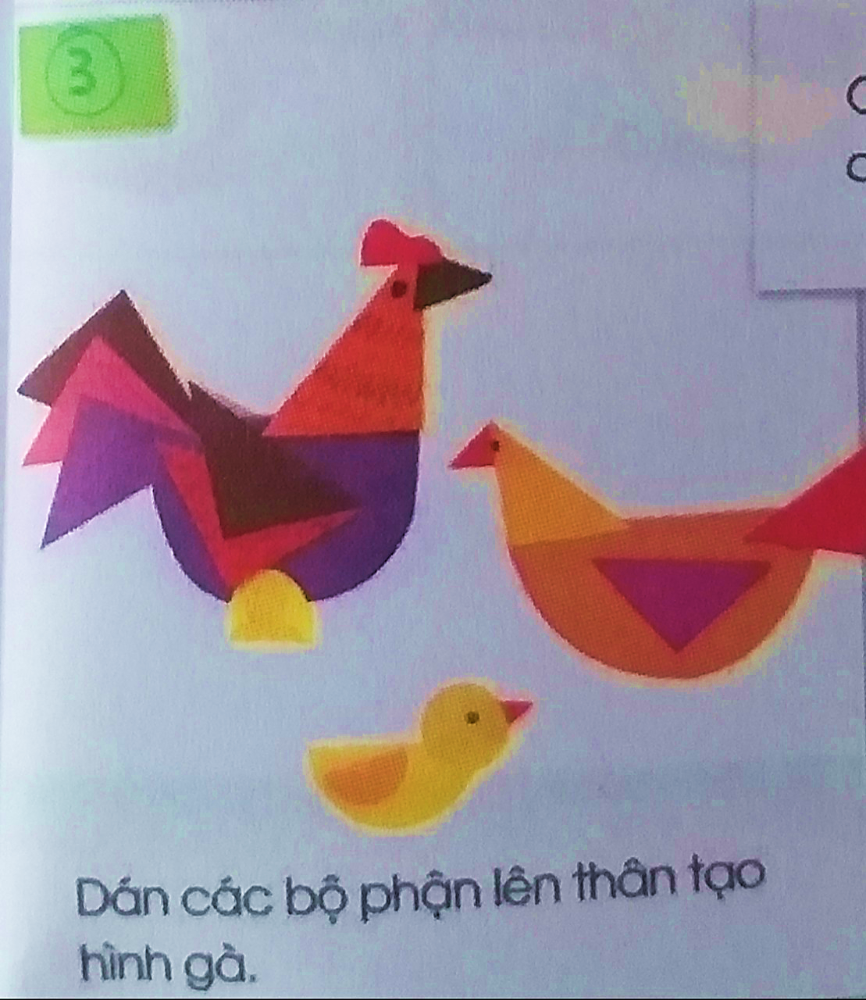 3
Dán các bộ phận lên thân tạo
hình gà.